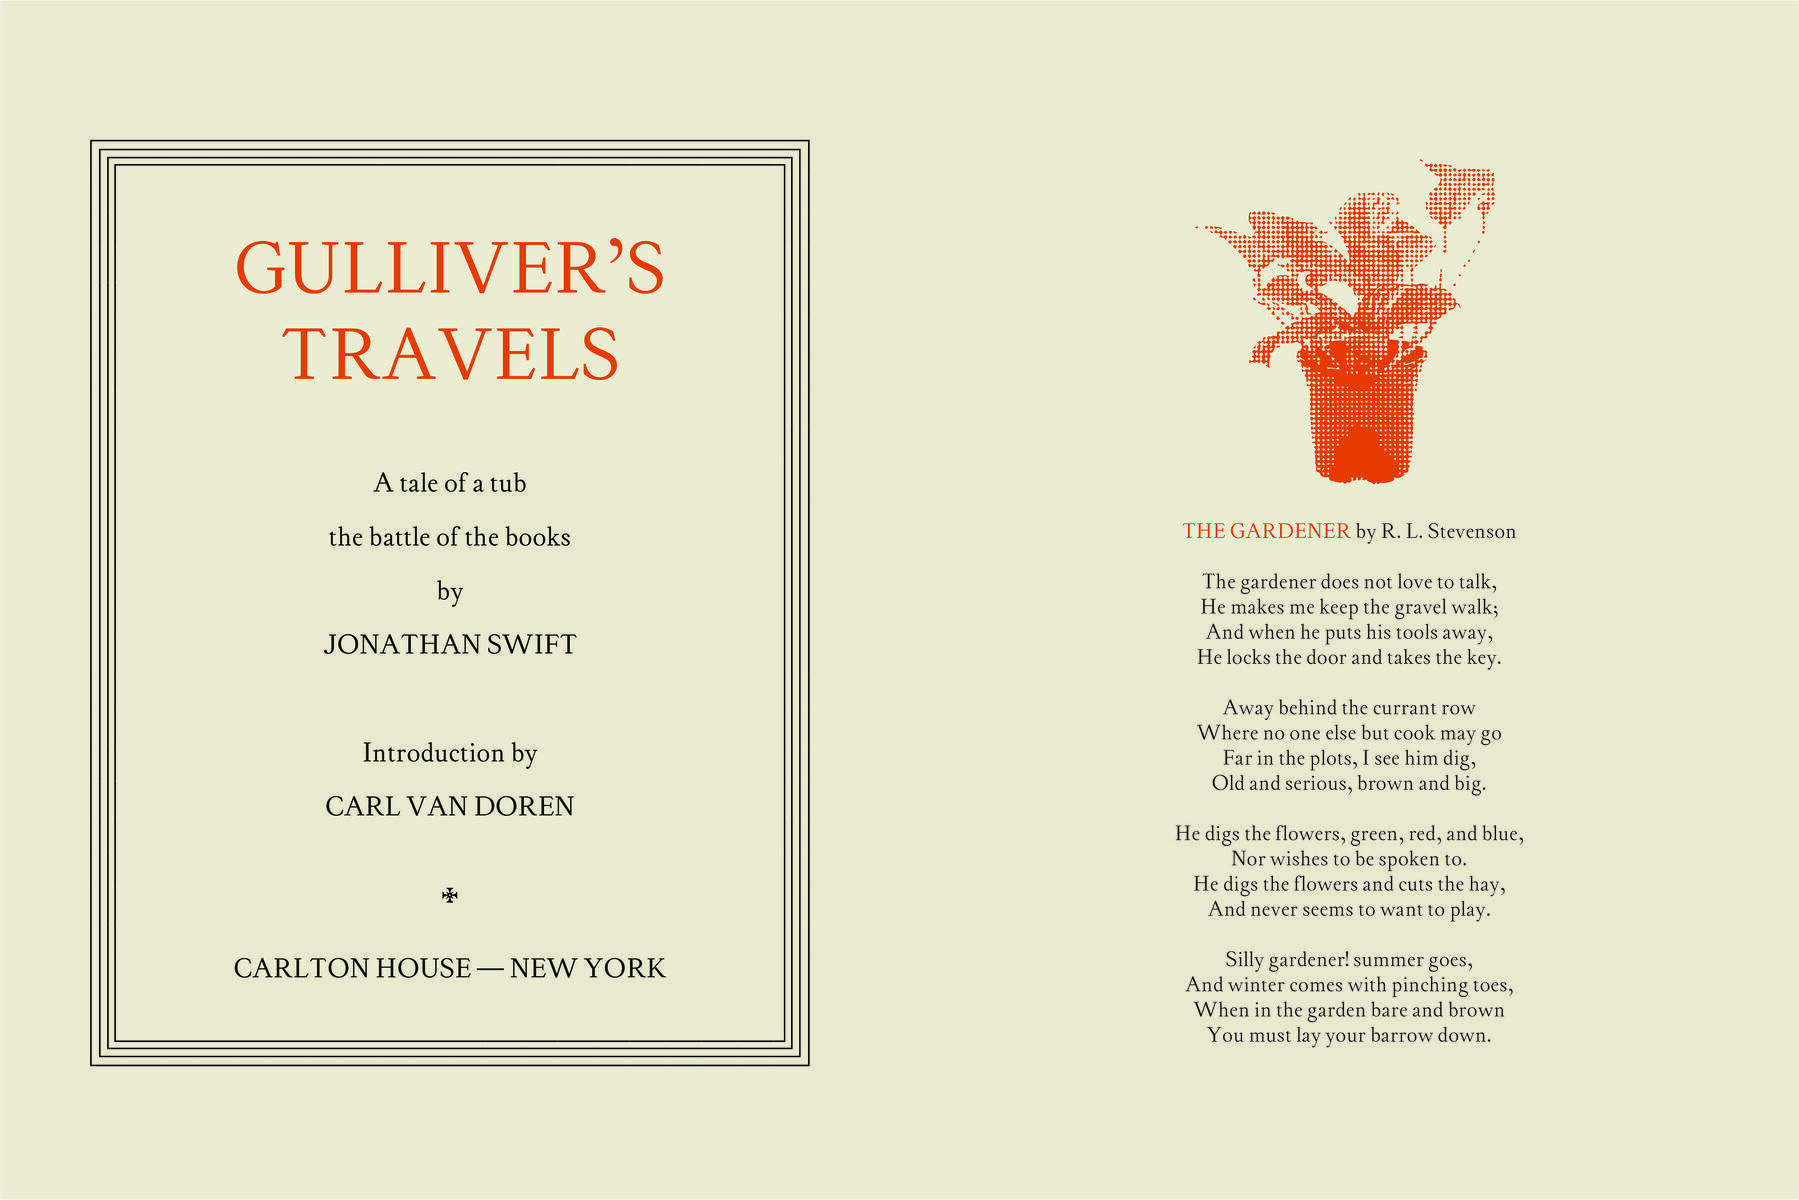 GULLIVER’S
TRAVELS
A tale of a tub
the battle of the books
by
JONATHAN SWIFT
Introduction by
CARL VAN DOREN
✠
CARLTON HOUSE — NEW YORK
THE GARDENER by R. L. Stevenson
The gardener does not love to talk,
He makes me keep the gravel walk;
And when he puts his tools away,
He locks the door and takes the key.
Away behind the currant row
Where no one else but cook may go
Far in the plots, I see him dig,
Old and serious, brown and big.
He digs the flowers, green, red, and blue,
Nor wishes to be spoken to.
He digs the flowers and cuts the hay,
And never seems to want to play.
Silly gardener! summer goes,
And winter comes with pinching toes,
When in the garden bare and brown
You must lay your barrow down.